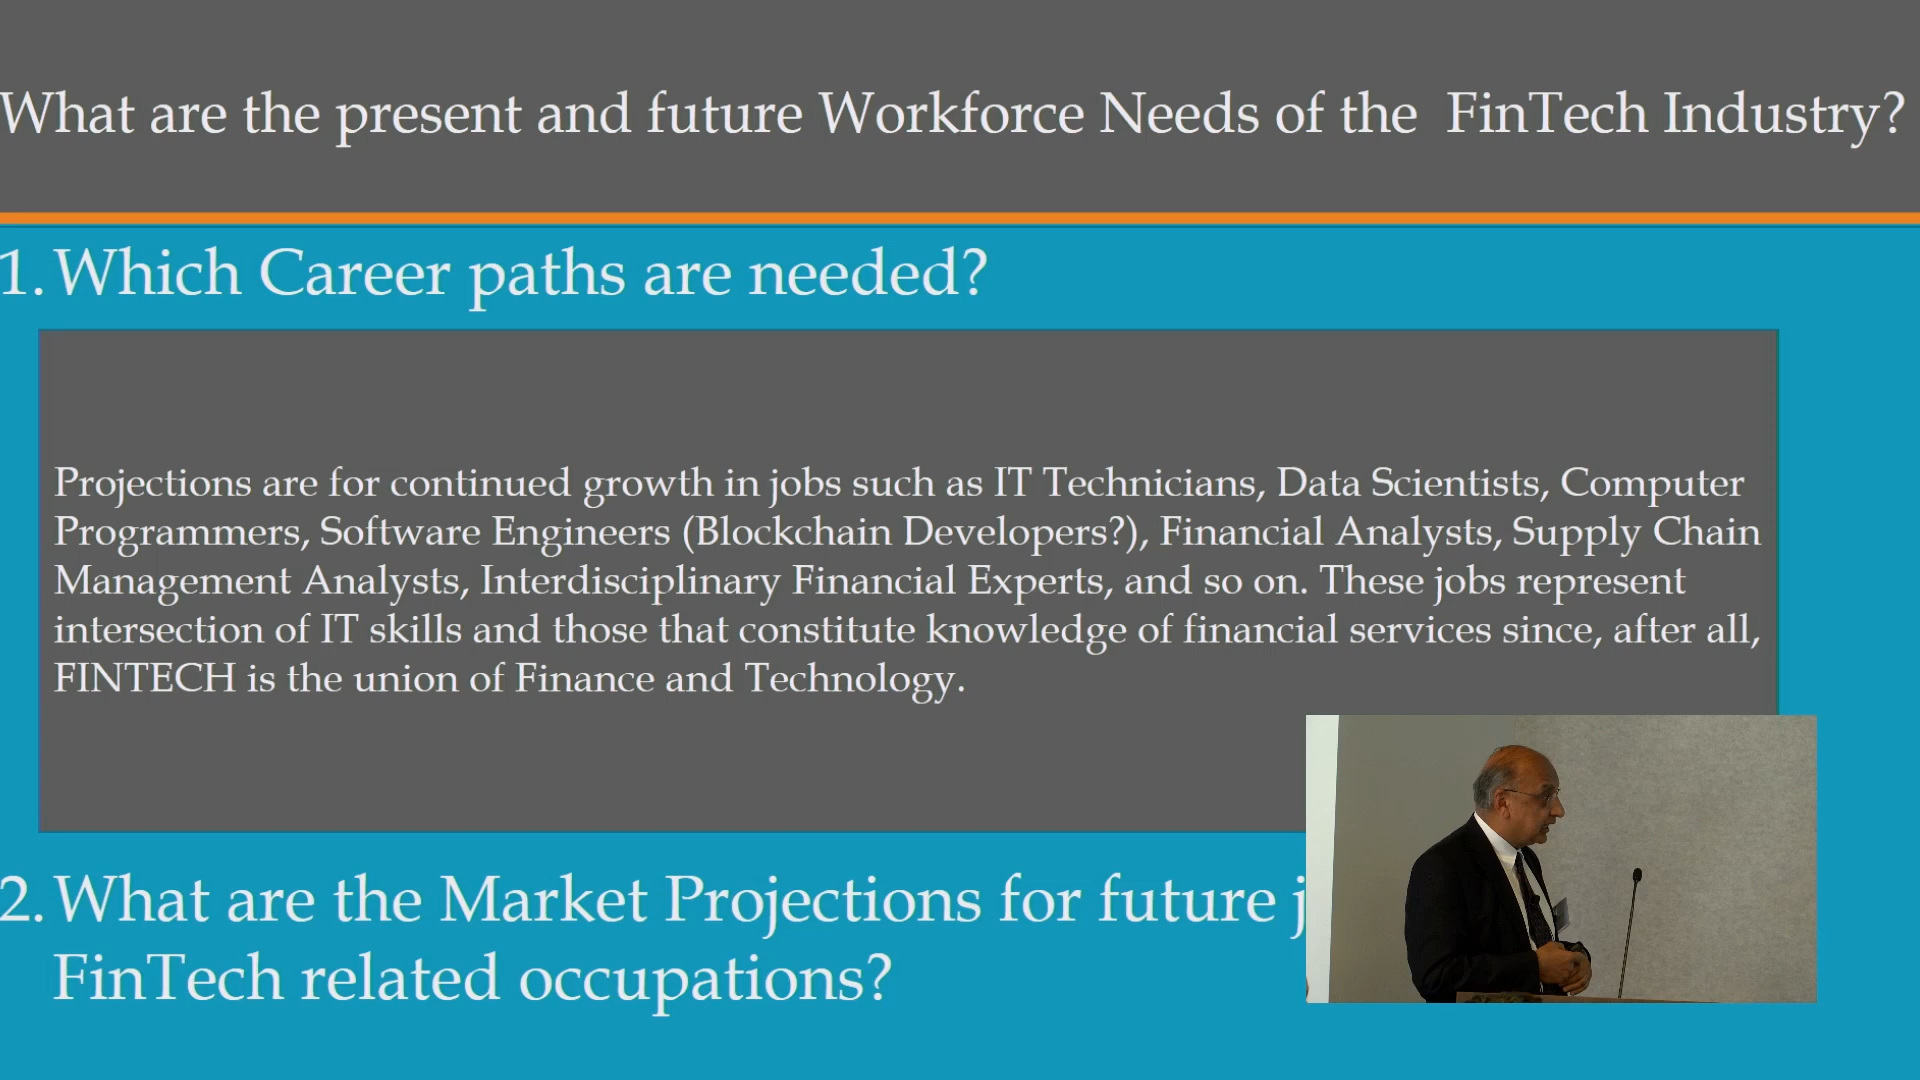 What are the present and future Workforce Needs of the FinTech Industry?
1. Which Career paths are needed?
Projections are for continued growth in jobs such as IT Technicians, Data Scientists, Computer
Programmers, Software Engineers (Blockchain Developers?), Financial Analysts, Supply Chain
Management Analysts, Interdisciplinary Financial Experts, and so on. These jobs represent
intersection of IT skills and those that constitute knowledge of financial services since, after all,
FINTECH is the union of Finance and Technology.
2. What are the Market Projections for future
FinTech related occupations?